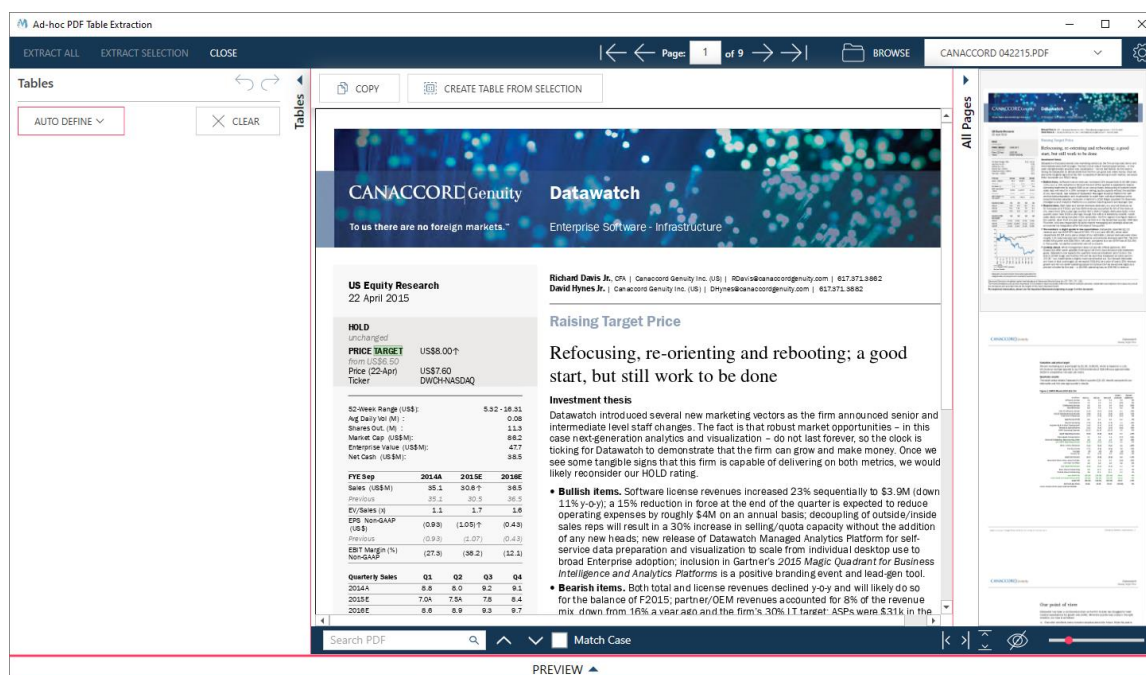 Ad-hoc PDF Table Extraction
EXTRACT ALL EXTRACT SELECTION CLOSE
Page: 1 of 9
BROWSE
CANACCORD 042215.PDF
Tables
AUTO DEFINE
CLEAR
Tables
COPY
CREATE TABLE FROM SELECTION
All Pages
CANACCORD Genuity
Datawatch
To us there are no foreign markets.™
Enterprise Software - Infrastructure
US Equity Research
22 April 2015
Richard Davis Jr., CFA | Canaccord Genuity Inc. (US) | RDavis@canaccordgenuity.com | 617.371.3862
David Hynes Jr. | Canaccord Genuity Inc. (US) | DHynes@canaccordgenuity.com | 617.371.3882
HOLD
unchanged
PRICE TARGET US$8.00↑
from US$6.50
Price (22-Apr) US$7.60
Ticker DWCH-NASDAQ
52-Week Range (US$): 5.32 - 16.31
Avg Daily Vol (M) : 0.08
Shares Out. (M) : 11.3
Market Cap (US$M): 86.2
Enterprise Value (US$M): 47.7
Net Cash (US$M): 38.5
FYE Sep 2014A 2015E 2016E
Sales (US$M) 35.1 30.6↑ 36.5
Previous 35.1 30.5 36.5
EV/Sales (x) 1.1 1.7 1.6
EPS Non-GAAP (0.93) (1.05)↑ (0.43)
(US$)
Previous (0.93) (1.07) (0.43)
EBIT Margin (%) (27.3) (38.2) (12.1)
Non-GAAP
Quarterly Sales Q1 Q2 Q3 Q4
2014A 8.8 8.0 9.2 9.1
2015E 7.0A 7.5A 7.8 8.4
2016E 8.6 8.9 9.3 9.7
Raising Target Price
Refocusing, re-orienting and rebooting; a good
start, but still work to be done
Investment thesis
Datawatch introduced several new marketing vectors as the firm announced senior and
intermediate level staff changes. The fact is that robust market opportunities – in this
case next-generation analytics and visualization – do not last forever, so the clock is
ticking for Datawatch to demonstrate that the firm can grow and make money. Once we
see some tangible signs that this firm is capable of delivering on both metrics, we would
likely reconsider our HOLD rating.
• Bullish items. Software license revenues increased 23% sequentially to $3.9M (down
11% y-o-y); a 15% reduction in force at the end of the quarter is expected to reduce
operating expenses by roughly $4M on an annual basis; decoupling of outside/inside
sales reps will result in a 30% increase in selling/quota capacity without the addition
of any new heads; new release of Datawatch Managed Analytics Platform for self-
service data preparation and visualization to scale from individual desktop use to
broad Enterprise adoption; inclusion in Gartner's 2015 Magic Quadrant for Business
Intelligence and Analytics Platforms is a positive branding event and lead-gen tool.
• Bearish items. Both total and license revenues declined y-o-y and will likely do so
for the balance of F2015; partner/OEM revenues accounted for 8% of the revenue
mix, down from 16% a year ago and the firm's 30% LT target; ASPs were $31k in the
Search PDF
Match Case
PREVIEW